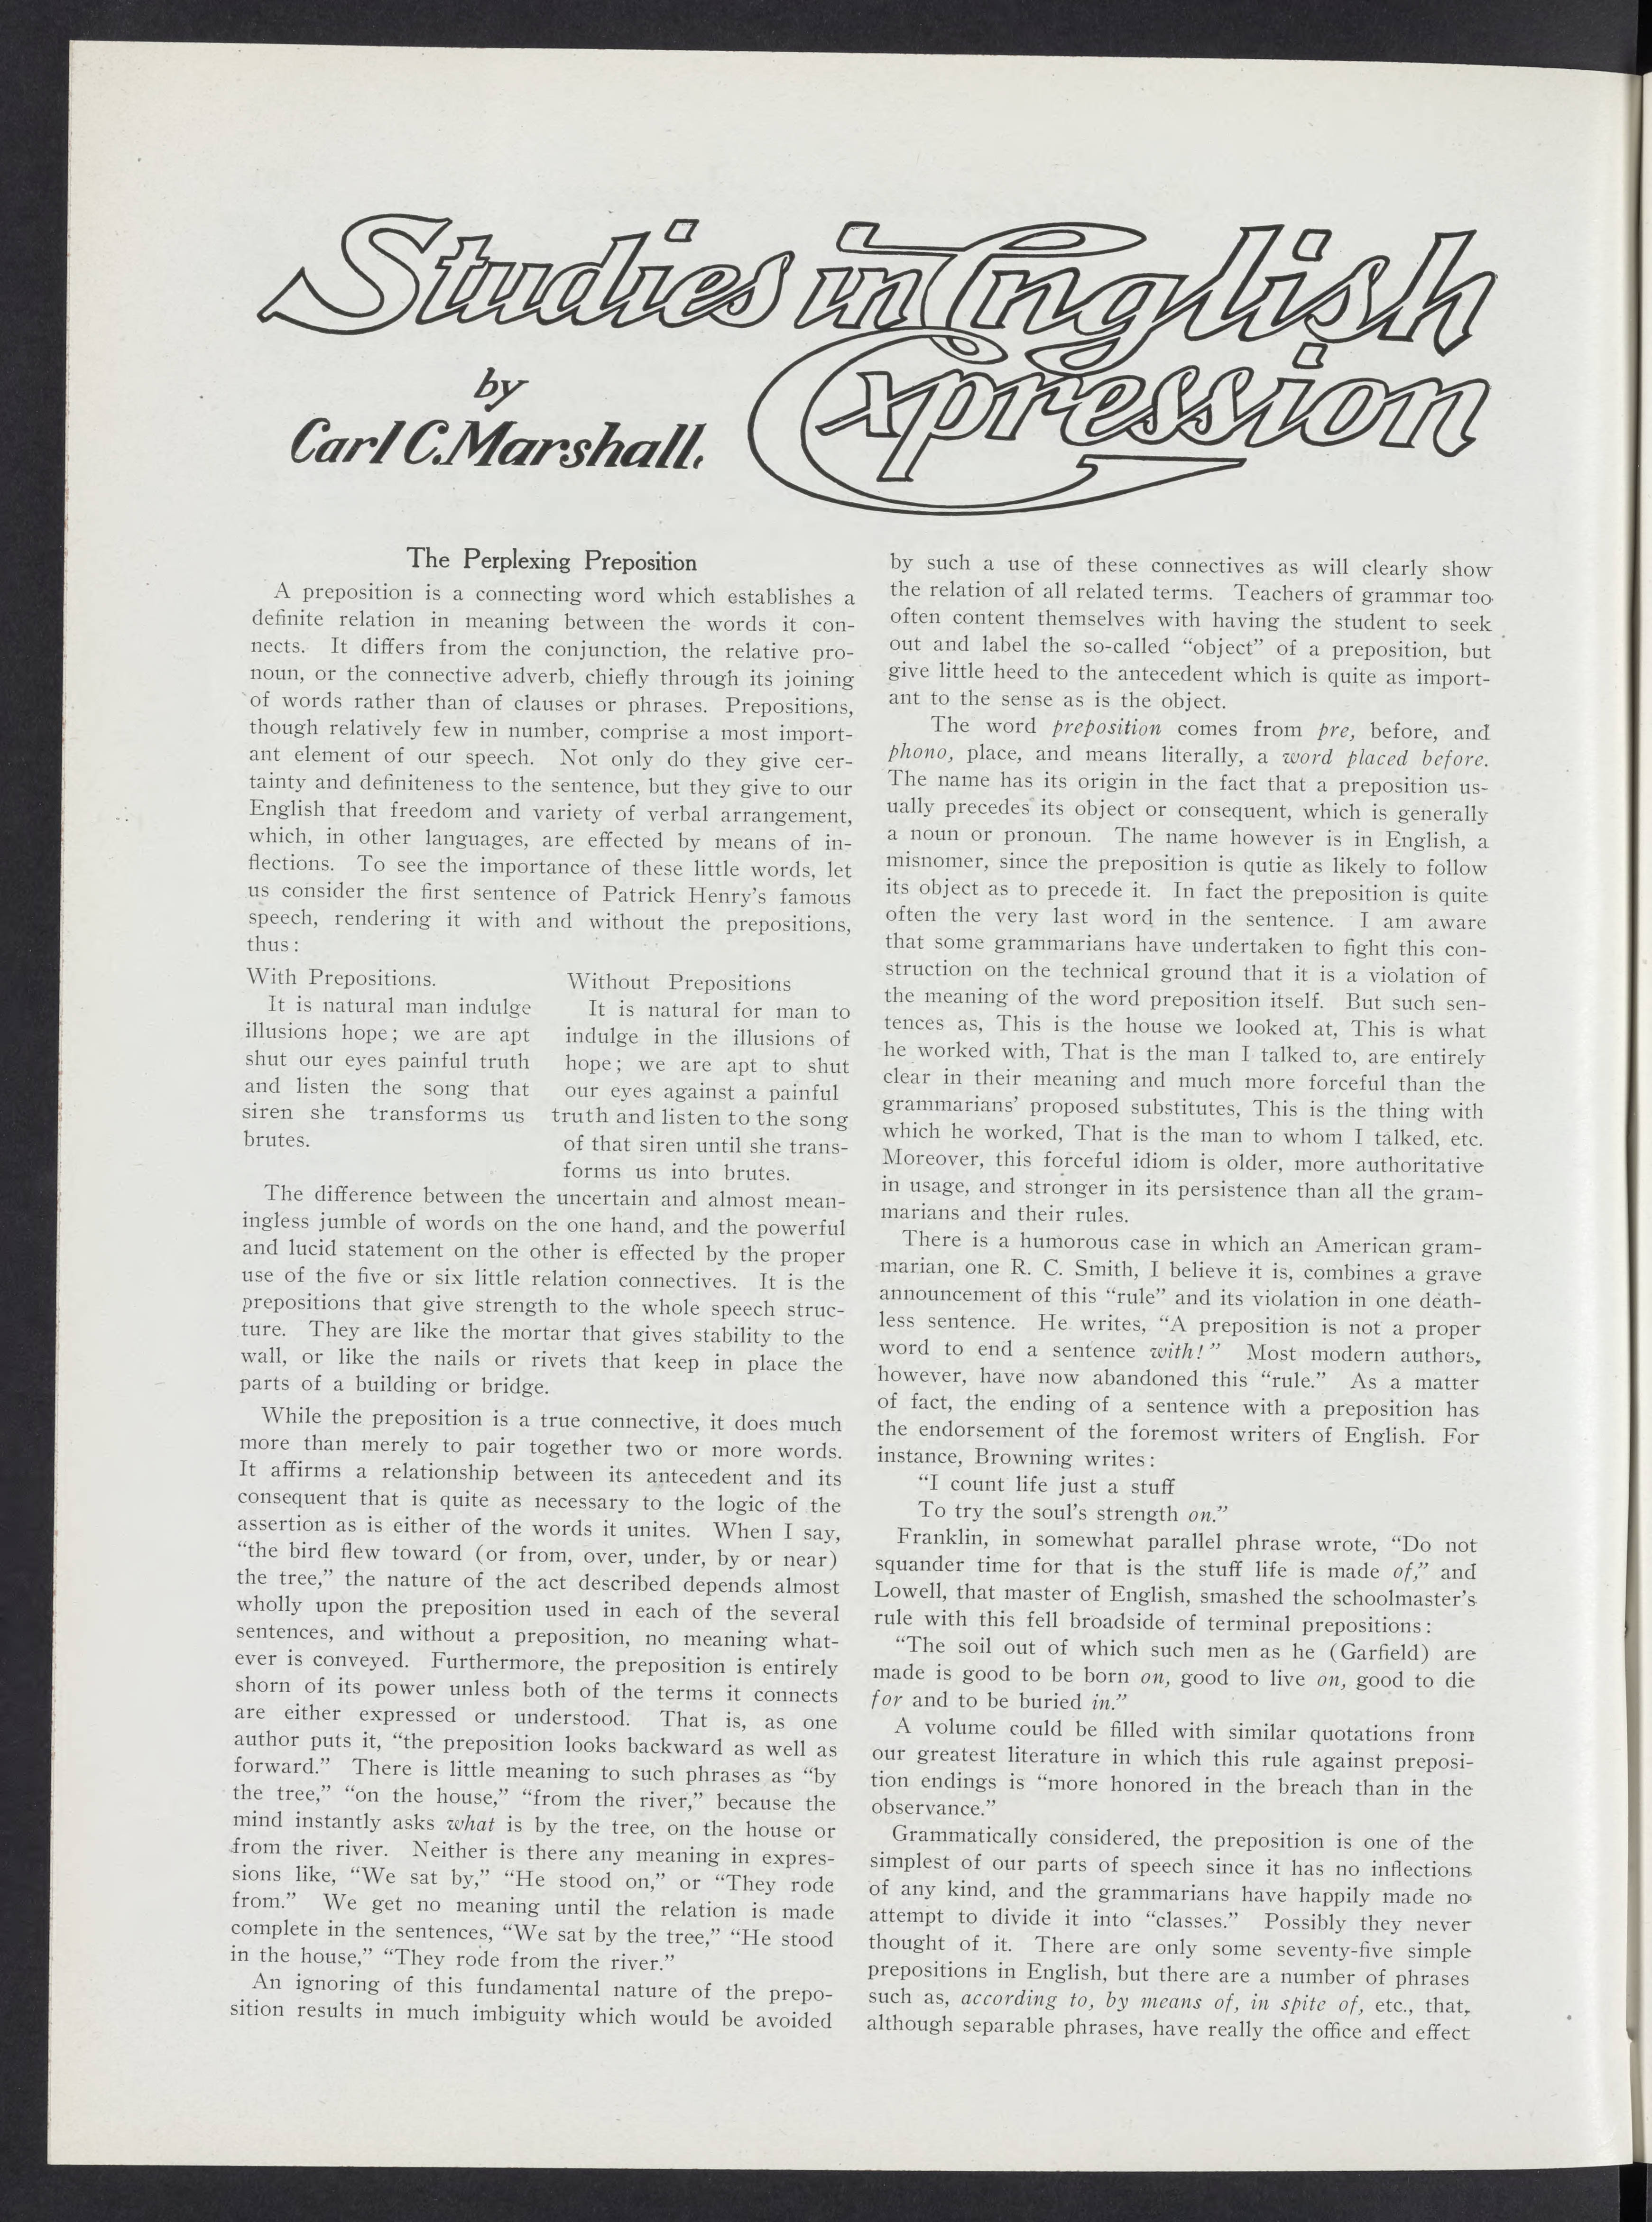 Studies in English
Expression
by
Carl C. Marshall.
The Perplexing Preposition
A preposition is a connecting word which establishes a
definite relation in meaning between the words it con-
nects. It differs from the conjunction, the relative pro-
noun, or the connective adverb, chiefly through its joining
of words rather than of clauses or phrases. Prepositions,
though relatively few in number, comprise a most import-
ant element of our speech. Not only do they give cer-
tainty and definiteness to the sentence, but they give to our
English that freedom and variety of verbal arrangement,
which, in other languages, are effected by means of in-
flections. To see the importance of these little words, let
us consider the first sentence of Patrick Henry's famous
speech, rendering it with and without the prepositions,
thus:
With Prepositions.
It is natural man indulge
illusions hope; we are apt
shut our eyes painful truth
and listen the song that
siren she transforms us
brutes.
Without Prepositions
It is natural for man to
indulge in the illusions of
hope; we are apt to shut
our eyes against a painful
truth and listen to the song
of that siren until she trans-
forms us into brutes.
The difference between the uncertain and almost mean-
ingless jumble of words on the one hand, and the powerful
and lucid statement on the other is effected by the proper
use of the five or six little relation connectives. It is the
prepositions that give strength to the whole speech struc-
ture. They are like the mortar that gives stability to the
wall, or like the nails or rivets that keep in place the
parts of a building or bridge.
While the preposition is a true connective, it does much
more than merely to pair together two or more words.
It affirms a relationship between its antecedent and its
consequent that is quite as necessary to the logic of the
assertion as is either of the words it unites. When I say,
"the bird flew toward (or from, over, under, by or near)
the tree," the nature of the act described depends almost
wholly upon the preposition used in each of the several
sentences, and without a preposition, no meaning what-
ever is conveyed. Furthermore, the preposition is entirely
shorn of its power unless both of the terms it connects
are either expressed or understood. That is, as one
author puts it, "the preposition looks backward as well as
forward." There is little meaning to such phrases as "by
the tree," "on the house," "from the river," because the
mind instantly asks what is by the tree, on the house or
from the river. Neither is there any meaning in expres-
sions like, "We sat by," "He stood on," or "They rode
from." We get no meaning until the relation is made
complete in the sentences, "We sat by the tree," "He stood
in the house," "They rode from the river."
An ignoring of this fundamental nature of the prepo-
sition results in much imbiguity which would be avoided
by such a use of these connectives as will clearly show
the relation of all related terms. Teachers of grammar too
often content themselves with having the student to seek
out and label the so-called "object" of a preposition, but
give little heed to the antecedent which is quite as import-
ant to the sense as is the object.
The word preposition comes from pre, before, and
phono, place, and means literally, a word placed before.
The name has its origin in the fact that a preposition us-
ually precedes its object or consequent, which is generally
a noun or pronoun. The name however is in English, a
misnomer, since the preposition is qutie as likely to follow
its object as to precede it. In fact the preposition is quite
often the very last word in the sentence. I am aware
that some grammarians have undertaken to fight this con-
struction on the technical ground that it is a violation of
the meaning of the word preposition itself. But such sen-
tences as, This is the house we looked at, This is what
he worked with, That is the man I talked to, are entirely
clear in their meaning and much more forceful than the
grammarians' proposed substitutes, This is the thing with
which he worked, That is the man to whom I talked, etc.
Moreover, this forceful idiom is older, more authoritative
in usage, and stronger in its persistence than all the gram-
marians and their rules.
There is a humorous case in which an American gram-
marian, one R. C. Smith, I believe it is, combines a grave
announcement of this "rule" and its violation in one death-
less sentence. He writes, "A preposition is not a proper
word to end a sentence with!" Most modern authors,
however, have now abandoned this "rule." As a matter
of fact, the ending of a sentence with a preposition has
the endorsement of the foremost writers of English. For
instance, Browning writes:
"I count life just a stuff
To try the soul's strength on."
Franklin, in somewhat parallel phrase wrote, "Do not
squander time for that is the stuff life is made of," and
Lowell, that master of English, smashed the schoolmaster's
rule with this fell broadside of terminal prepositions:
"The soil out of which such men as he (Garfield) are
made is good to be born on, good to live on, good to die
for and to be buried in."
A volume could be filled with similar quotations from
our greatest literature in which this rule against preposi-
tion endings is "more honored in the breach than in the
observance."
Grammatically considered, the preposition is one of the
simplest of our parts of speech since it has no inflections
of any kind, and the grammarians have happily made no
attempt to divide it into "classes." Possibly they never
thought of it. There are only some seventy-five simple
prepositions in English, but there are a number of phrases
such as, according to, by means of, in spite of, etc., that,
although separable phrases, have really the office and effect